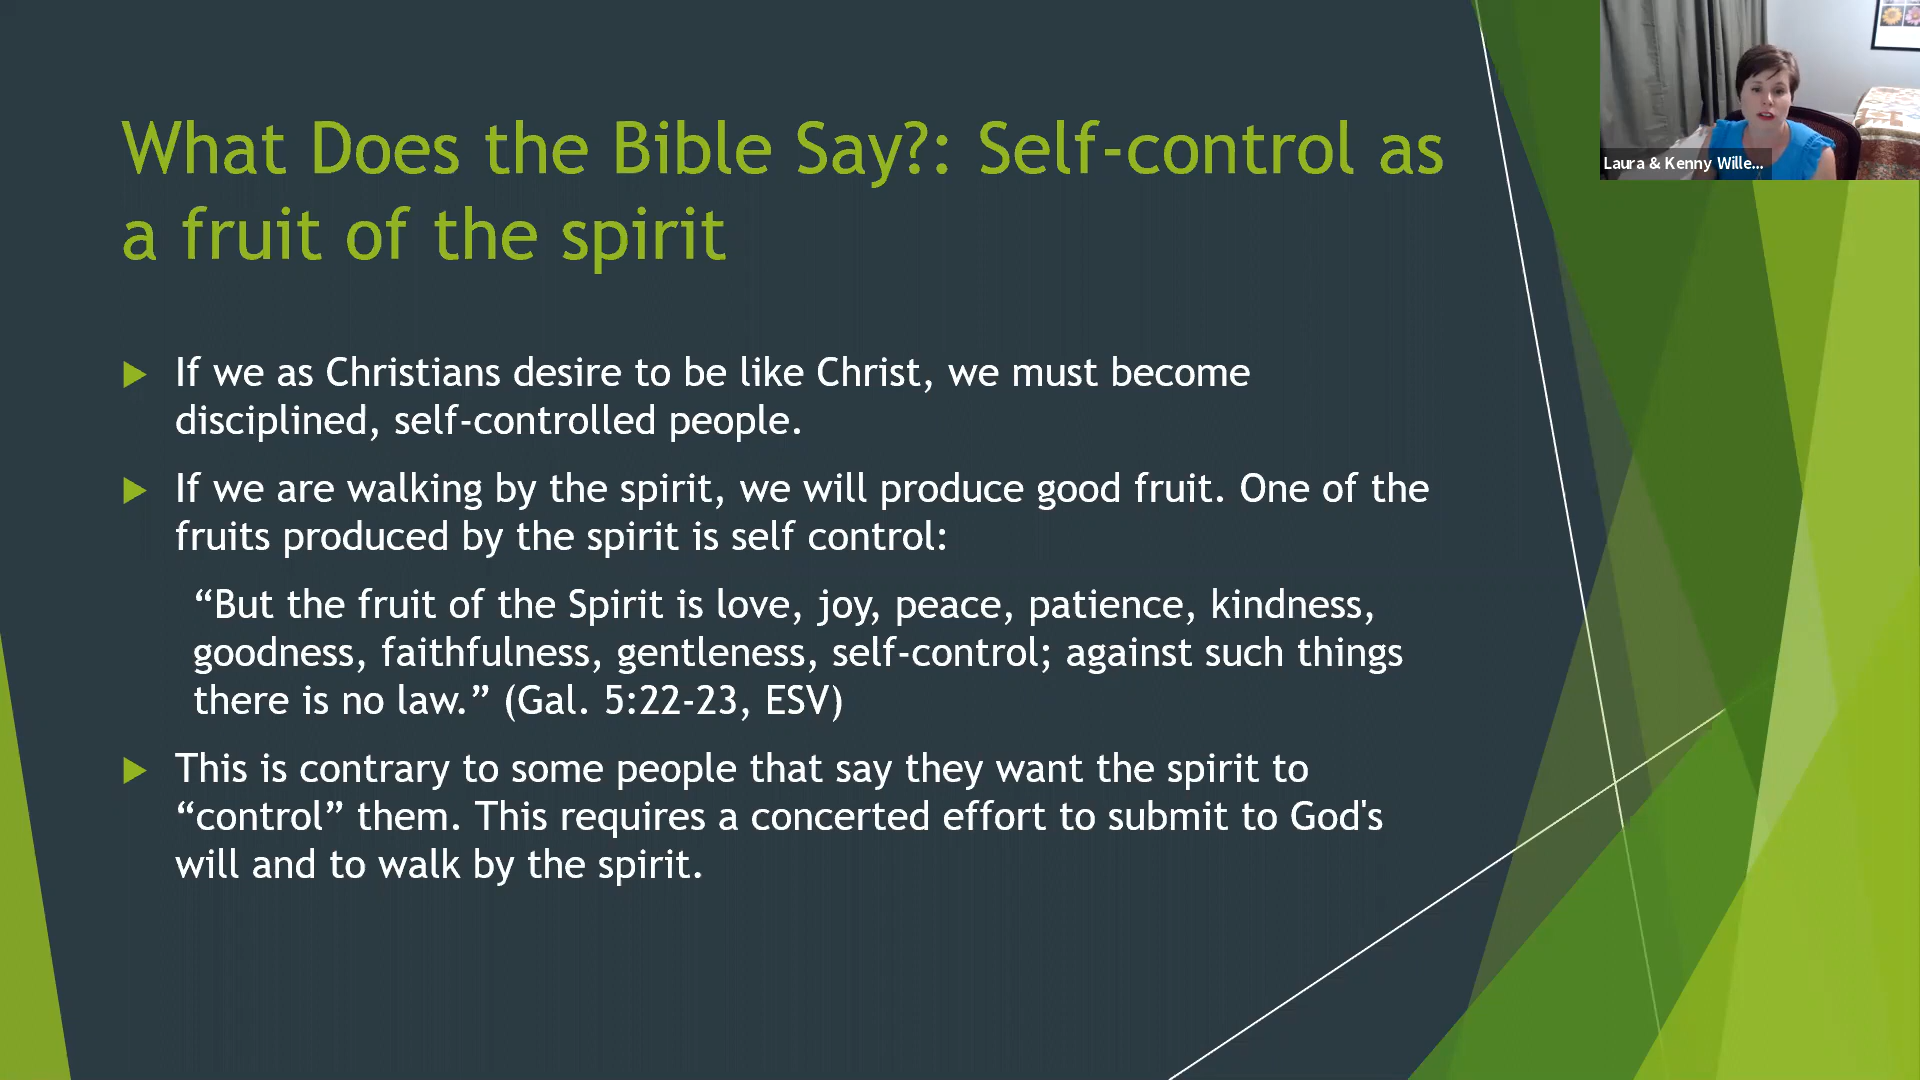 What Does the Bible Say?: Self-control as
a fruit of the spirit
If we as Christians desire to be like Christ, we must become
disciplined, self-controlled people.
If we are walking by the spirit, we will produce good fruit. One of the
fruits produced by the spirit is self control:
“But the fruit of the Spirit is love, joy, peace, patience, kindness,
goodness, faithfulness, gentleness, self-control; against such things
there is no law.” (Gal. 5:22-23, ESV)
This is contrary to some people that say they want the spirit to
“control” them. This requires a concerted effort to submit to God's
will and to walk by the spirit.
Laura & Kenny Wille...